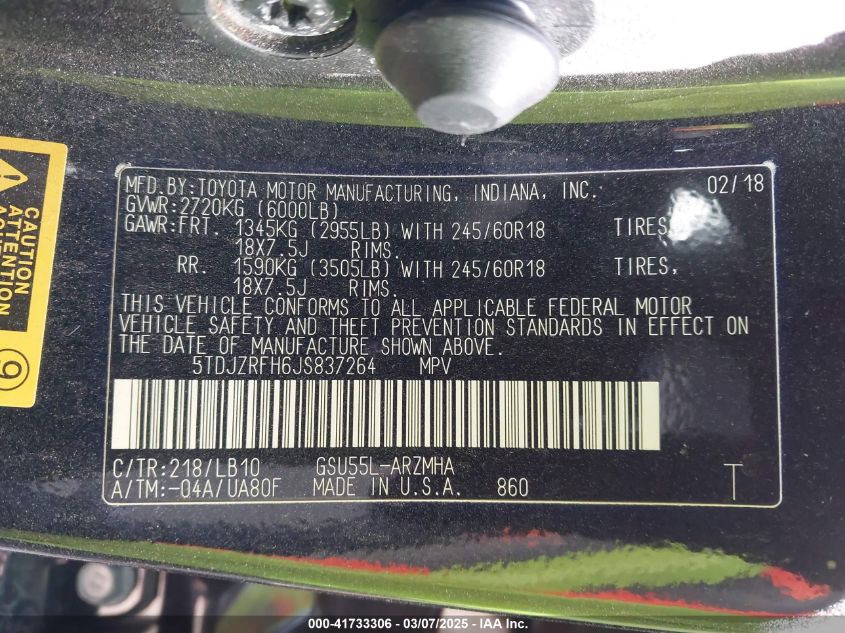 MFD.BY:TOYOTA MOTOR MANUFACTURING, INDIANA, INC. 02/18
GVWR:2720KG (6000LB)
GAWR:FRT. 1345KG (2955LB) WITH 245/60R18 TIRES,
18X7.5J RIMS.
RR. 1590KG (3505LB) WITH 245/60R18 TIRES,
18X7.5J RIMS.
THIS VEHICLE CONFORMS TO ALL APPLICABLE FEDERAL MOTOR
VEHICLE SAFETY AND THEFT PREVENTION STANDARDS IN EFFECT ON
THE DATE OF MANUFACTURE SHOWN ABOVE.
5TDJZRFH6JS837264 MPV
C/TR:218/LB10 GSU55L-ARZMHA
A/TM:-04A/UA80F MADE IN U.S.A. 860 T
CAUTION
ATTENTION
9
000-41733306 - 03/07/2025 - IAA Inc.